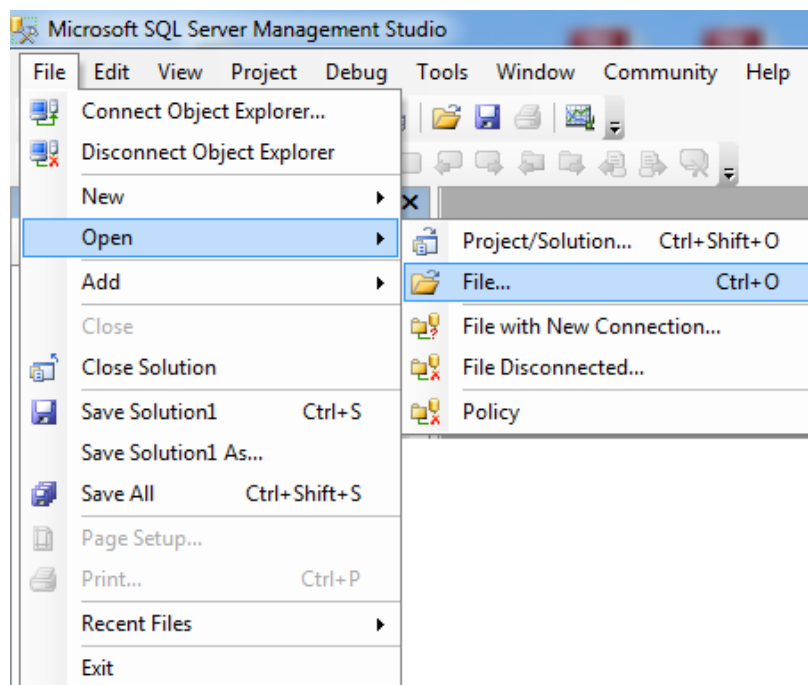 Microsoft SQL Server Management Studio
File Edit View Project Debug Tools Window Community Help
Connect Object Explorer...
Disconnect Object Explorer
New
Open
Add
Close
Close Solution
Save Solution1 Ctrl+S
Save Solution1 As...
Save All Ctrl+Shift+S
Page Setup...
Print... Ctrl+P
Recent Files
Exit
Project/Solution... Ctrl+Shift+O
File... Ctrl+O
File with New Connection...
File Disconnected...
Policy